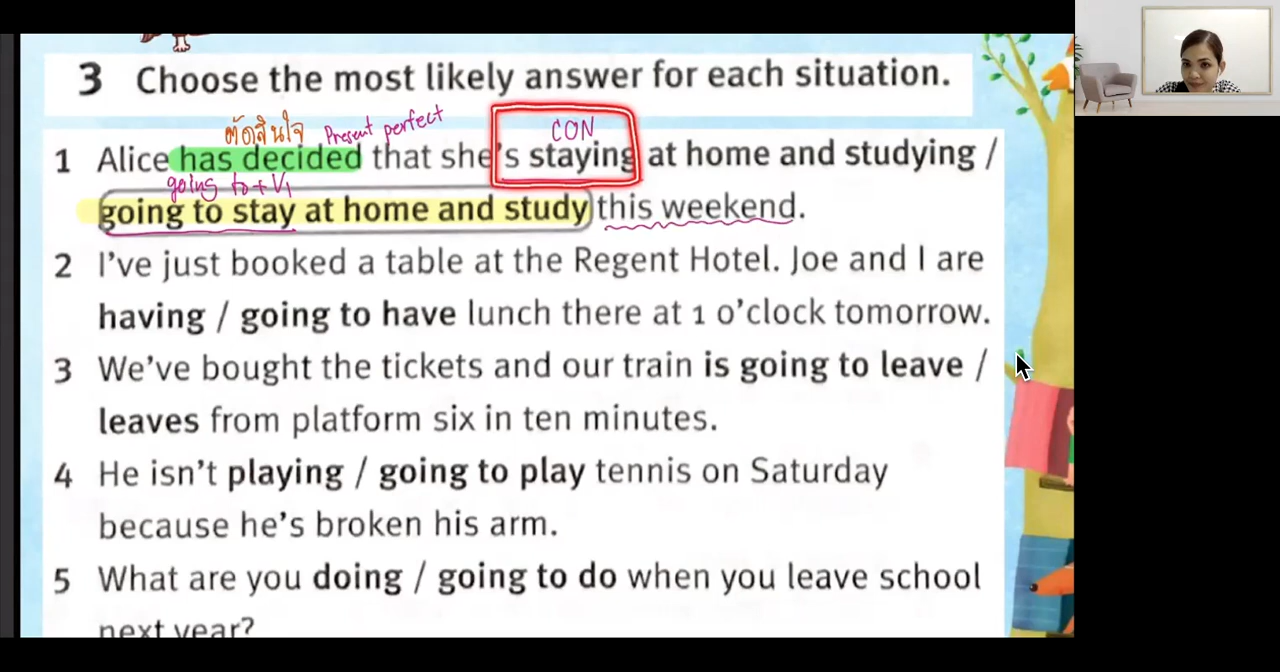 3 Choose the most likely answer for each situation.
ตัดสินใจ Present perfect CON
1 Alice has decided that she's staying at home and studying /
going to + V1
going to stay at home and study this weekend.
2 I've just booked a table at the Regent Hotel. Joe and I are
having / going to have lunch there at 1 o'clock tomorrow.
3 We've bought the tickets and our train is going to leave /
leaves from platform six in ten minutes.
4 He isn't playing / going to play tennis on Saturday
because he's broken his arm.
5 What are you doing / going to do when you leave school
next year?